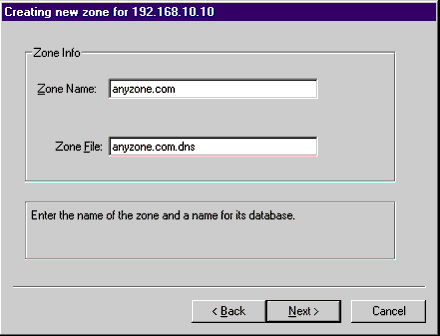 Creating new zone for 192.168.10.10
Zone Info
Zone Name: anyzone.com
Zone File: anyzone.com.dns
Enter the name of the zone and a name for its database.
< Back Next > Cancel